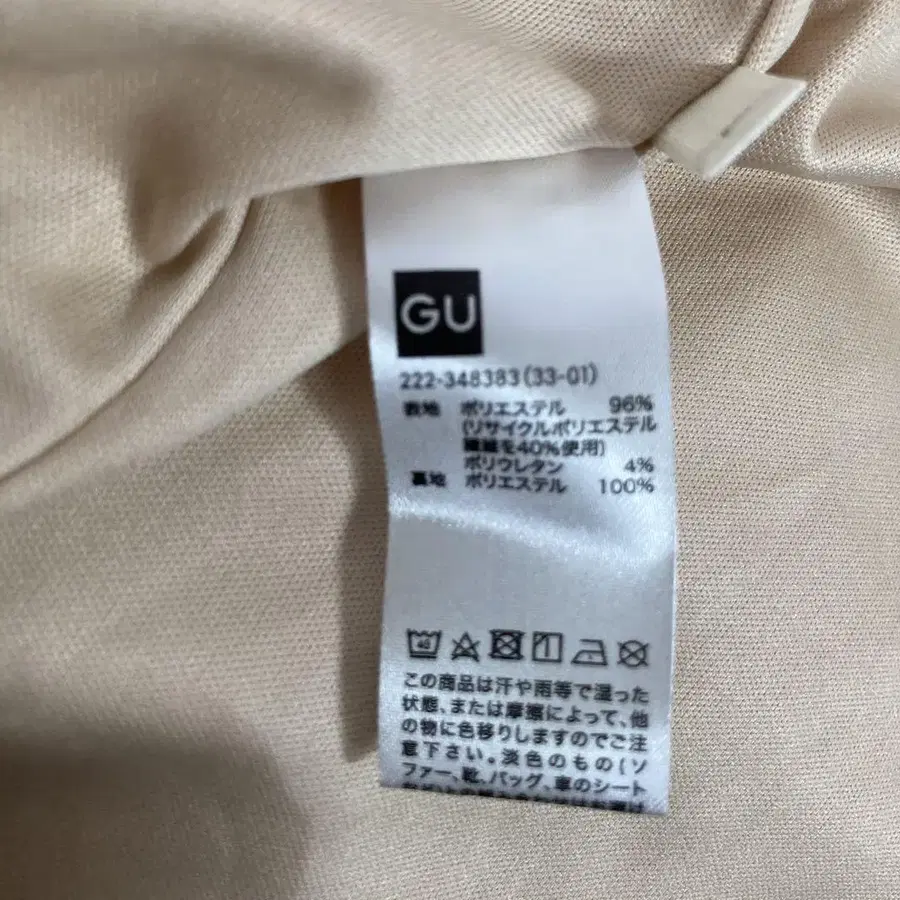 GU
222-348383(33-01)
表地 ポリエステル 96%
(リサイクルポリエステル
繊維を40%使用)
ポリウレタン 4%
裏地 ポリエステル 100%
40
この商品は汗や雨等で湿った
状態、または摩擦によって、他
の物に色移りしますのでご注
意下さい。淡色のもの(ソ
ファー、靴、バッグ、車のシート